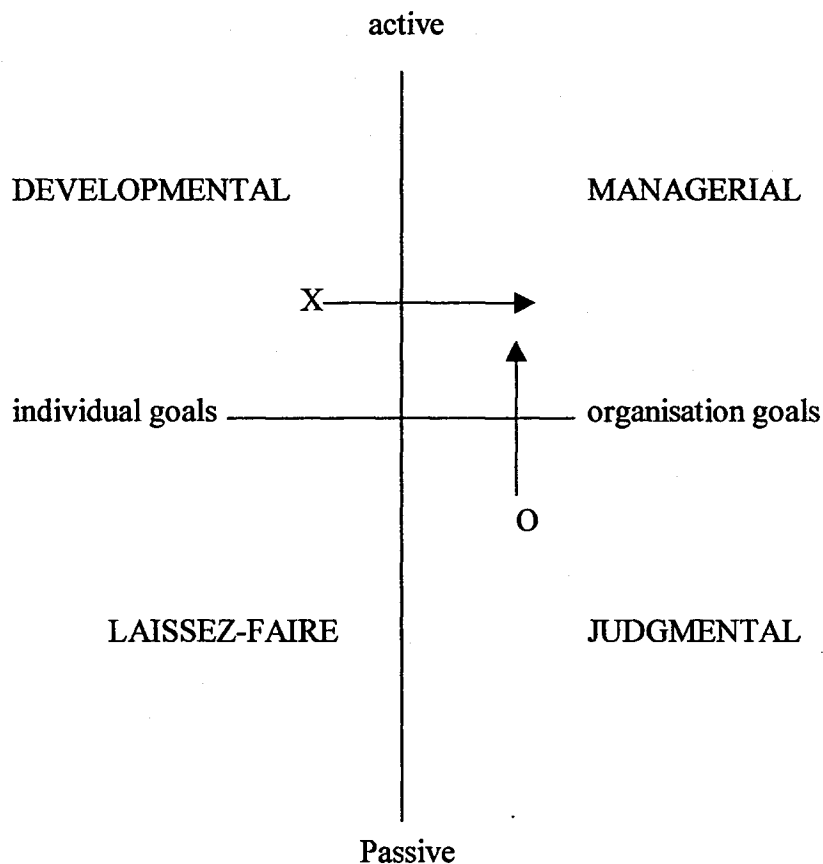 active
DEVELOPMENTAL MANAGERIAL
X
individual goals organisation goals
O
LAISSEZ-FAIRE JUDGMENTAL
Passive